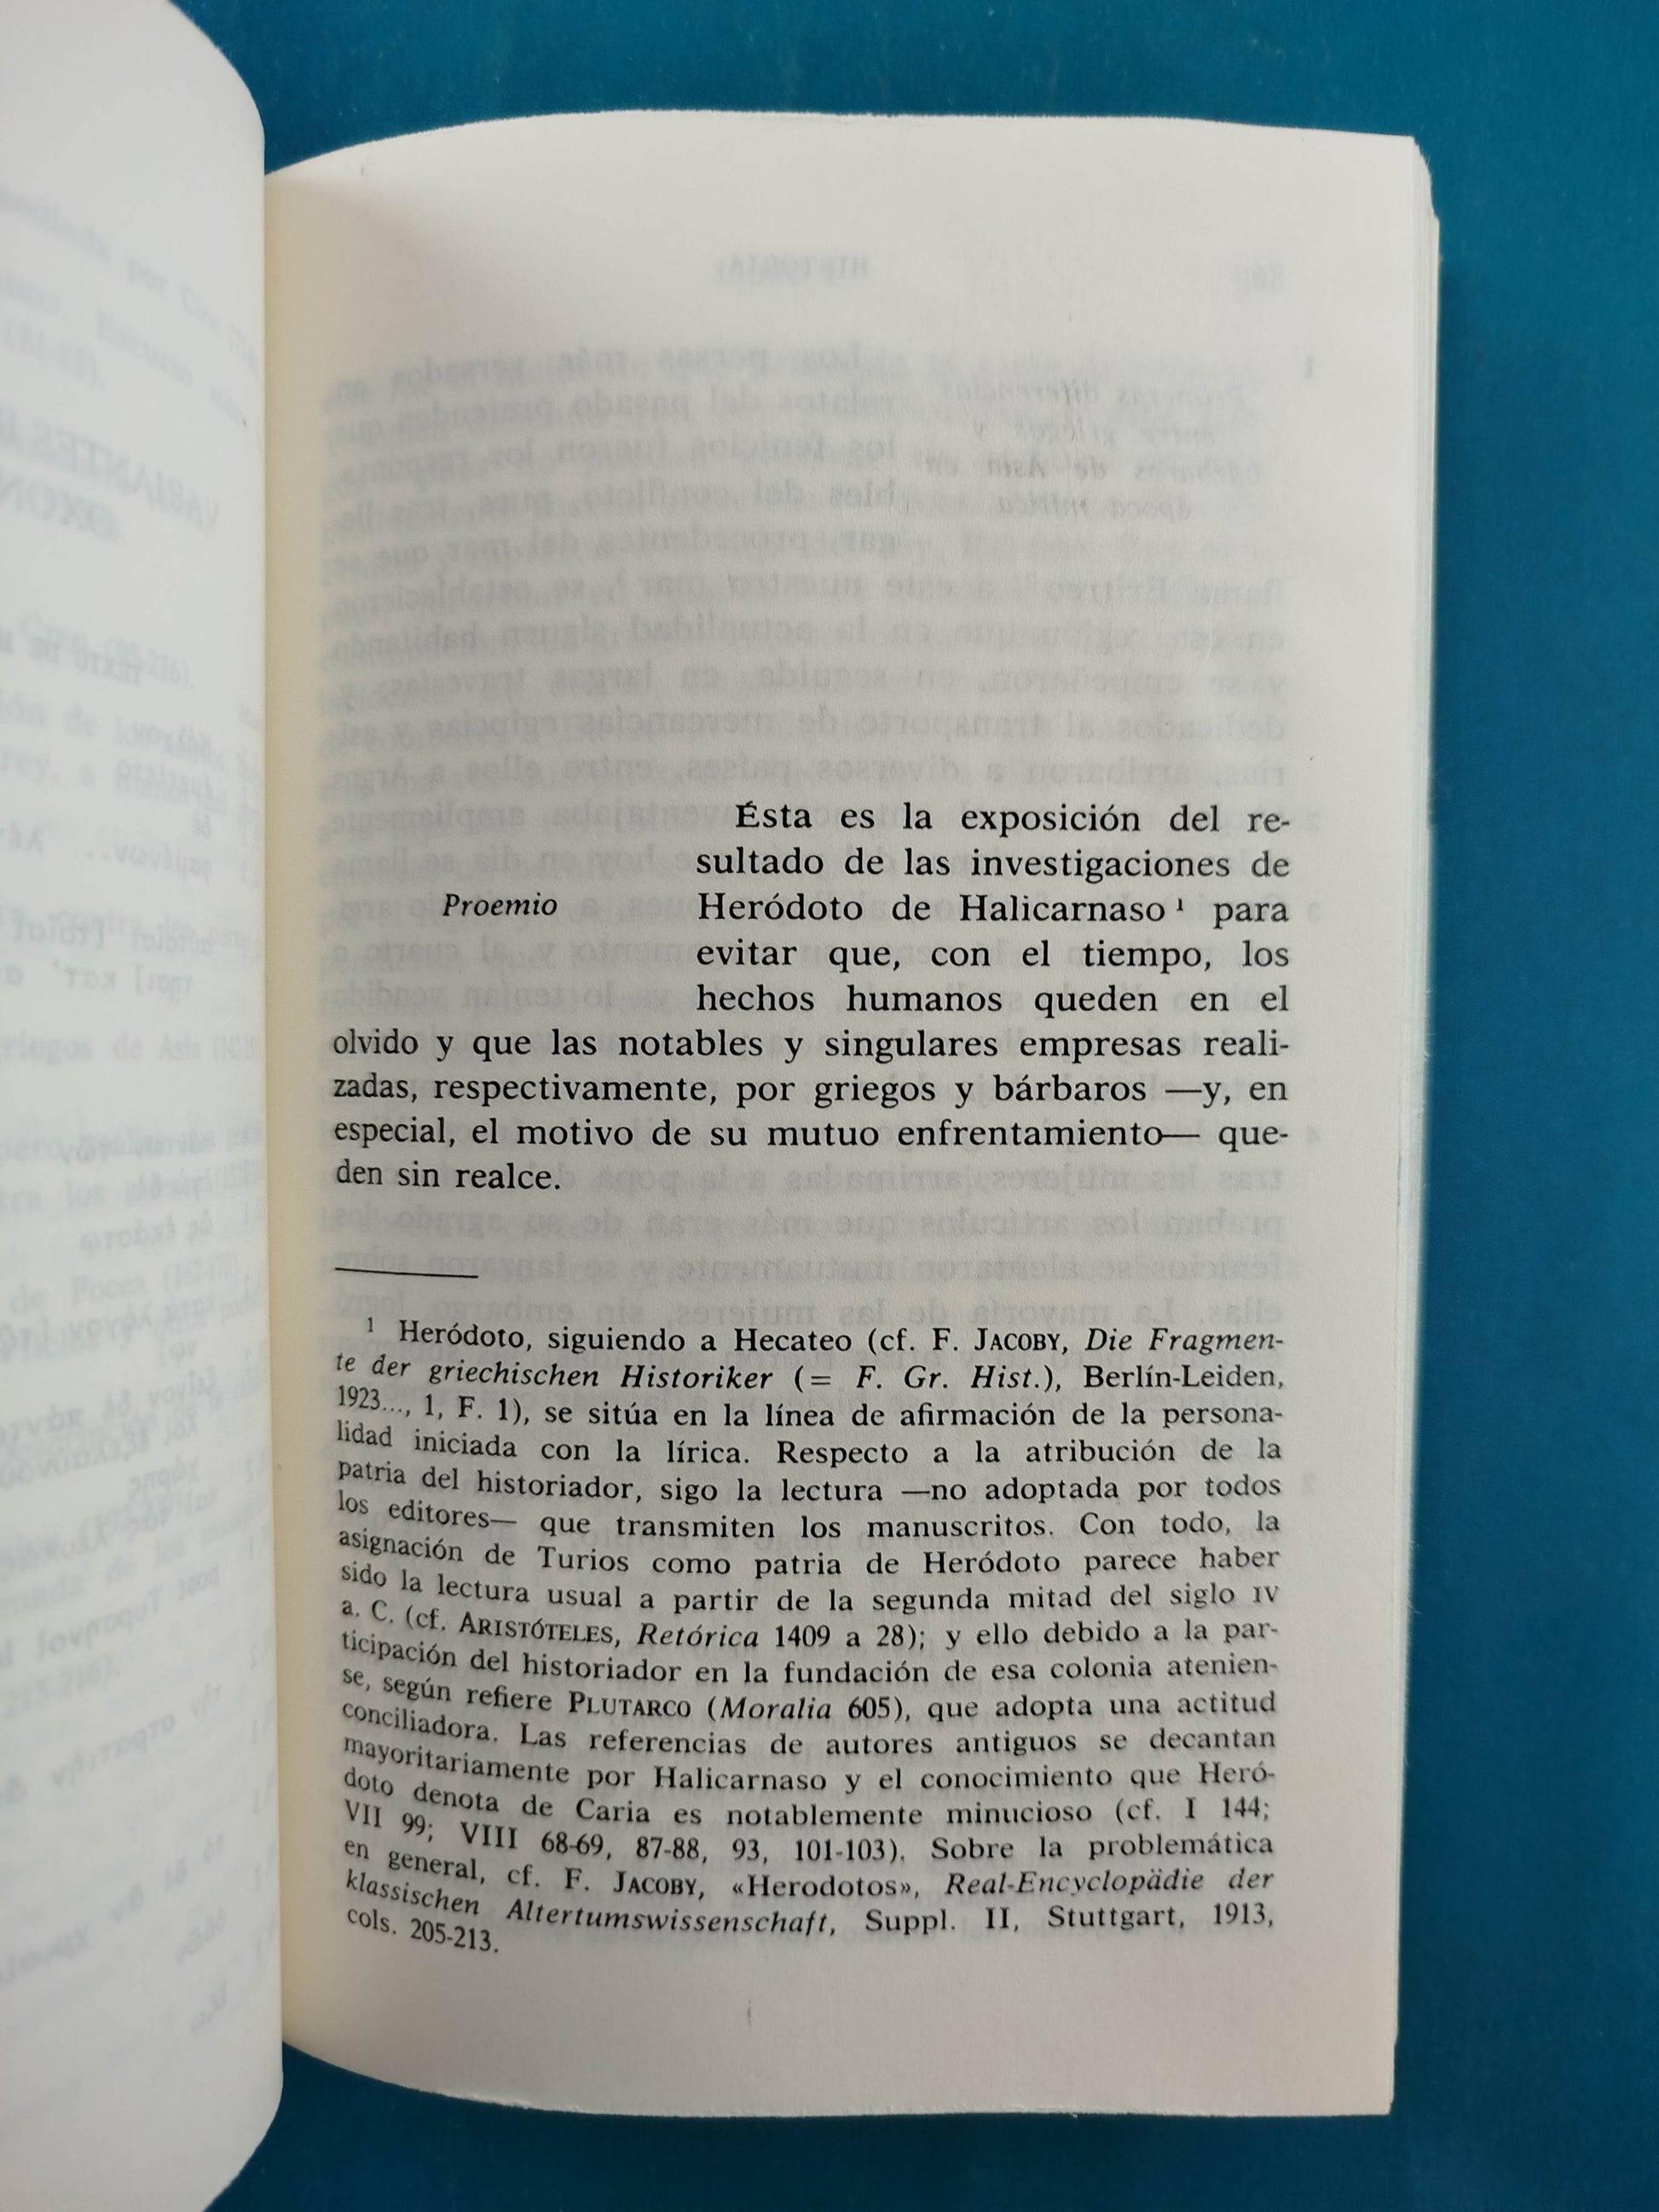 Ésta es la exposición del re-
sultado de las investigaciones de
Proemio
Heródoto de Halicarnaso ¹ para
evitar que, con el tiempo, los
hechos humanos queden en el
olvido y que las notables y singulares empresas reali-
zadas, respectivamente, por griegos y bárbaros —y, en
especial, el motivo de su mutuo enfrentamiento— que-
den sin realce.
¹ Heródoto, siguiendo a Hecateo (cf. F. JACOBY, Die Fragmen-
te der griechischen Historiker (= F. Gr. Hist.), Berlín-Leiden,
1923..., 1, F. 1), se sitúa en la línea de afirmación de la persona-
lidad iniciada con la lírica. Respecto a la atribución de la
patria del historiador, sigo la lectura —no adoptada por todos
los editores— que transmiten los manuscritos. Con todo, la
asignación de Turios como patria de Heródoto parece haber
sido la lectura usual a partir de la segunda mitad del siglo IV
a. C. (cf. ARISTÓTELES, Retórica 1409 a 28); y ello debido a la par-
ticipación del historiador en la fundación de esa colonia atenien-
se, según refiere PLUTARCO (Moralia 605), que adopta una actitud
conciliadora. Las referencias de autores antiguos se decantan
mayoritariamente por Halicarnaso y el conocimiento que Heró-
doto denota de Caria es notablemente minucioso (cf. I 144;
VII 99; VIII 68-69, 87-88, 93, 101-103). Sobre la problemática
en general, cf. F. JACOBY, «Herodotos», Real-Encyclopädie der
klassischen Altertumswissenschaft, Suppl. II, Stuttgart, 1913,
cols. 205-213.